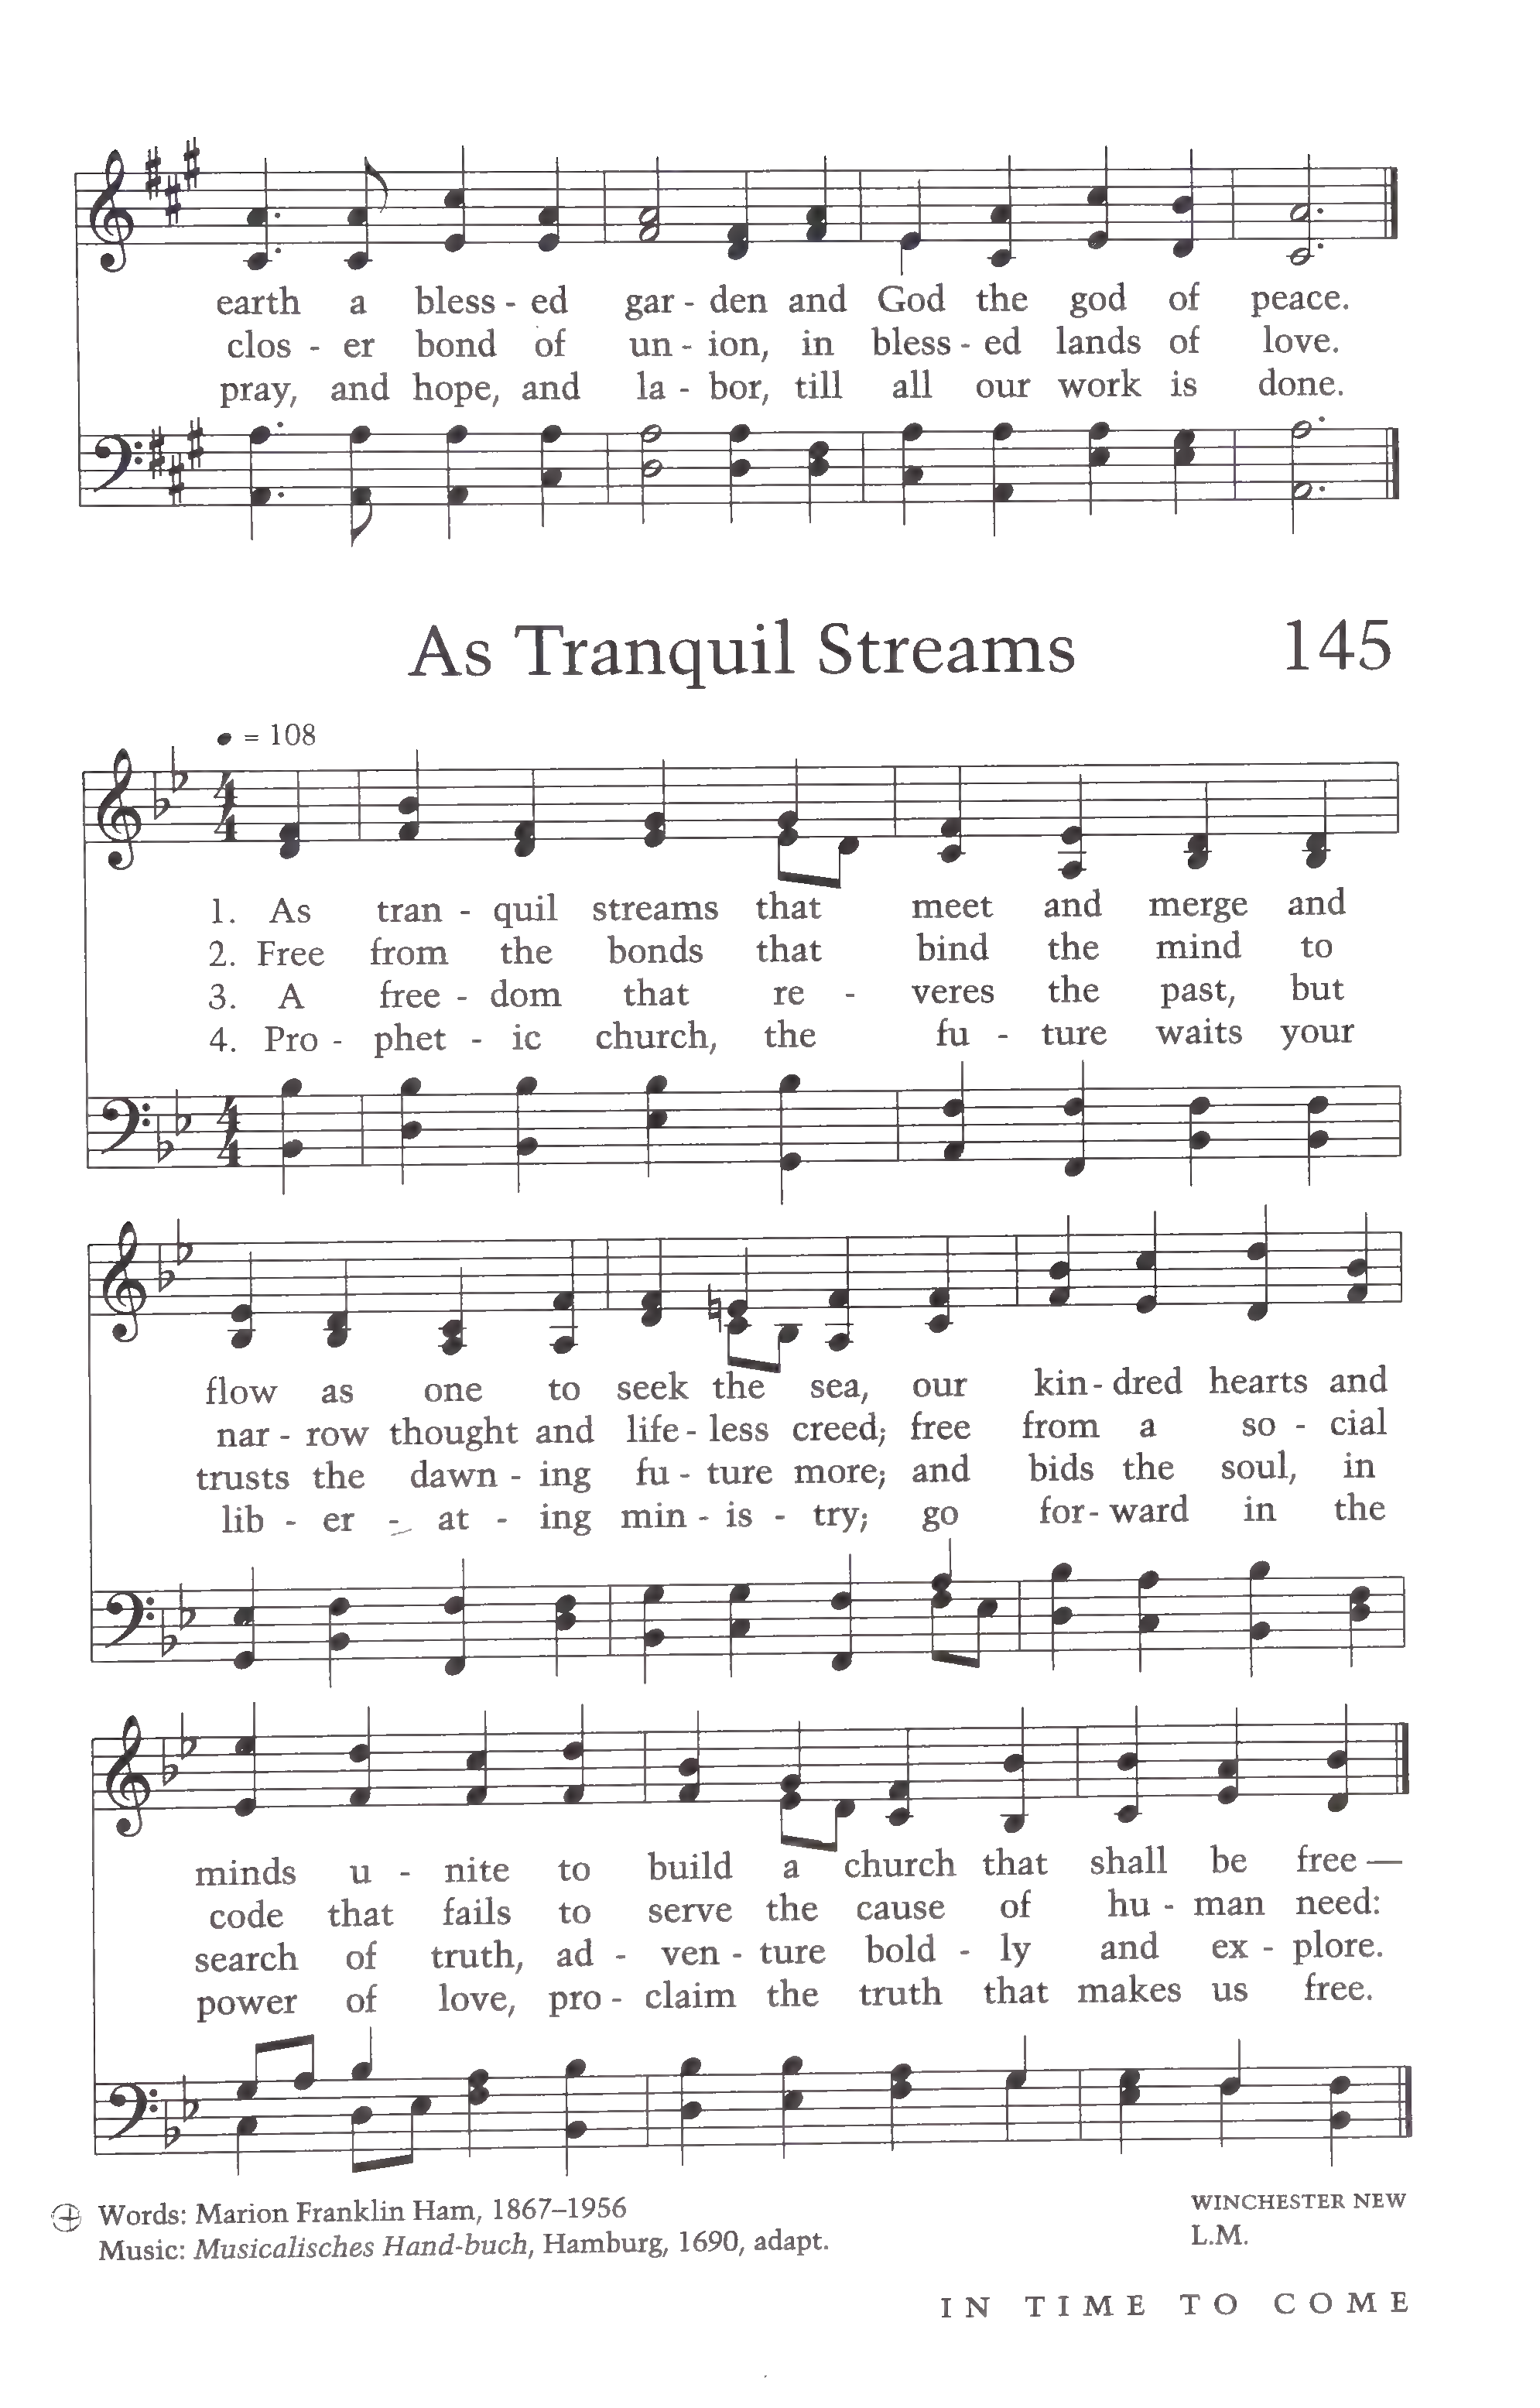 earth a bless - ed gar - den and God the god of peace.
clos - er bond of un - ion, in bless - ed lands of love.
pray, and hope, and la - bor, till all our work is done.
As Tranquil Streams 145
= 108
4
4
1. As tran - quil streams that meet and merge and
2. Free from the bonds that bind the mind to
3. A free - dom that re - veres the past, but
4. Pro - phet - ic church, the fu - ture waits your
4
4
flow as one to seek the sea, our kin - dred hearts and
nar - row thought and life - less creed; free from a so - cial
trusts the dawn - ing fu - ture more; and bids the soul, in
lib - er - at - ing min - is - try; go for - ward in the
minds u - nite to build a church that shall be free —
code that fails to serve the cause of hu - man need:
search of truth, ad - ven - ture bold - ly and ex - plore.
power of love, pro - claim the truth that makes us free.
Words: Marion Franklin Ham, 1867–1956 WINCHESTER NEW
Music: Musicalisches Hand-buch, Hamburg, 1690, adapt. L.M.
IN TIME TO COME